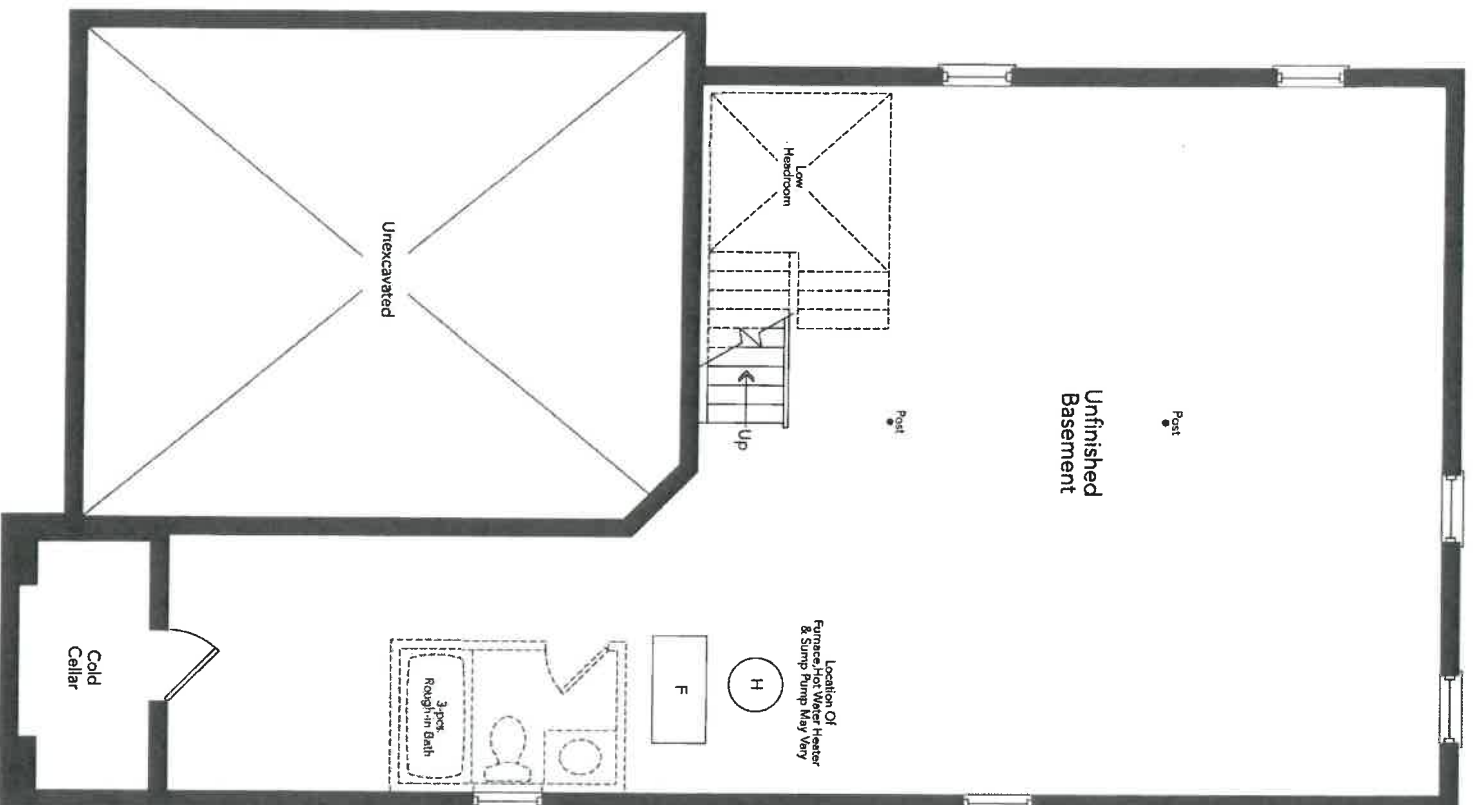 Low
Headroom
Unexcavated
Up
Post
Post
Unfinished
Basement
Location Of
Furnace,Hot Water Heater
& Sump Pump May Vary
H
F
3-pcs.
Rough-in Bath
Cold
Cellar